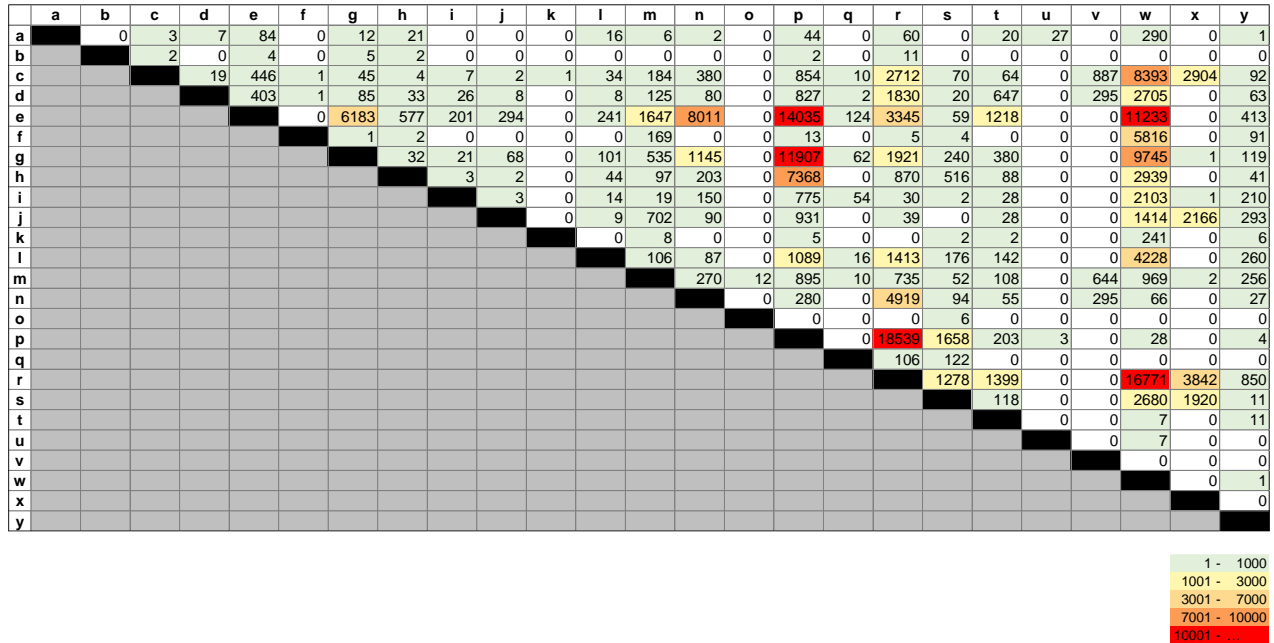 a b c d e f g h i j k l m n o p q r s t u v w x y
a 0 3 7 84 0 12 21 0 0 0 16 6 2 0 44 0 60 0 20 27 0 290 0 1
b 2 0 4 0 5 2 0 0 0 0 0 0 0 2 0 11 0 0 0 0 0 0 0
c 19 446 1 45 4 7 2 1 34 184 380 0 854 10 2712 70 64 0 887 8393 2904 92
d 403 1 85 33 26 8 0 8 125 80 0 827 2 1830 20 647 0 295 2705 0 63
e 0 6183 577 201 294 0 241 1647 8011 0 14035 124 3345 59 1218 0 0 11233 0 413
f 1 2 0 0 0 0 169 0 0 13 0 5 4 0 0 0 5816 0 91
g 32 21 68 0 101 535 1145 0 11907 62 1921 240 380 0 0 9745 1 119
h 3 2 0 44 97 203 0 7368 0 870 516 88 0 0 2939 0 41
i 3 0 14 19 150 0 775 54 30 2 28 0 0 2103 1 210
j 0 9 702 90 0 931 0 39 0 28 0 0 1414 2166 293
k 0 8 0 0 5 0 0 2 2 0 0 241 0 6
l 106 87 0 1089 16 1413 176 142 0 0 4228 0 260
m 270 12 895 10 735 52 108 0 644 969 2 256
n 0 280 0 4919 94 55 0 295 66 0 27
o 0 0 0 6 0 0 0 0 0 0
p 0 18539 1658 203 3 0 28 0 4
q 106 122 0 0 0 0 0 0
r 1278 1399 0 0 16771 3842 850
s 118 0 0 2680 1920 11
t 0 0 7 0 11
u 0 7 0 0
v 0 0 0
w 0 1
x 0
y
1 - 1000
1001 - 3000
3001 - 7000
7001 - 10000
10001 - ...